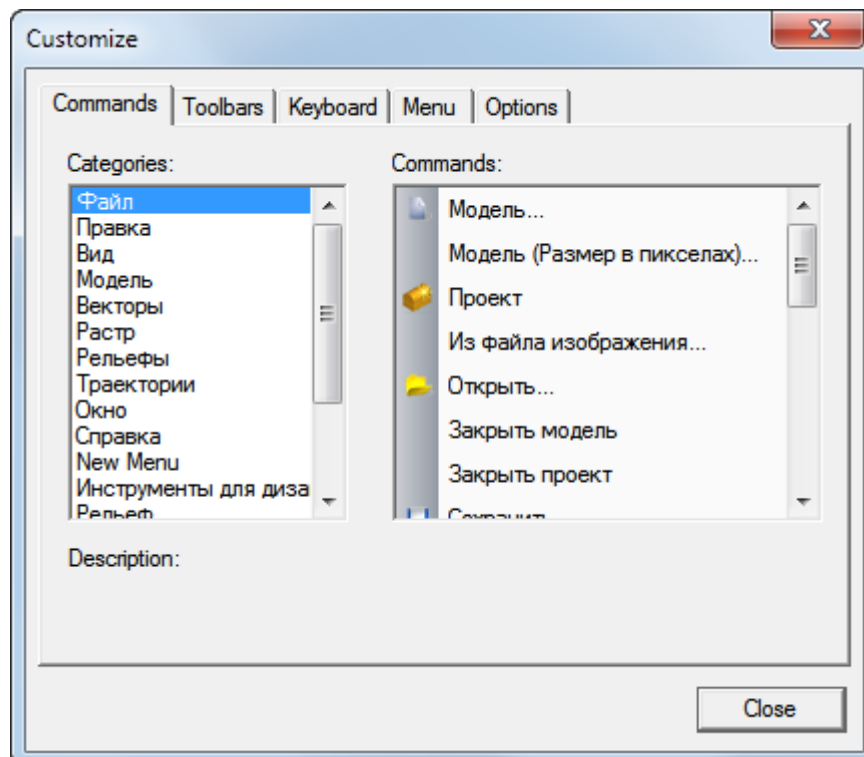 Customize
Commands
Toolbars
Keyboard
Menu
Options
Categories:
Файл
Правка
Вид
Модель
Векторы
Растр
Рельефы
Траектории
Окно
Справка
New Menu
Инструменты для диза
Рельеф
Commands:
Модель...
Модель (Размер в пикселах)...
Проект
Из файла изображения...
Открыть...
Закрыть модель
Закрыть проект
Сохранить
Description:
Close